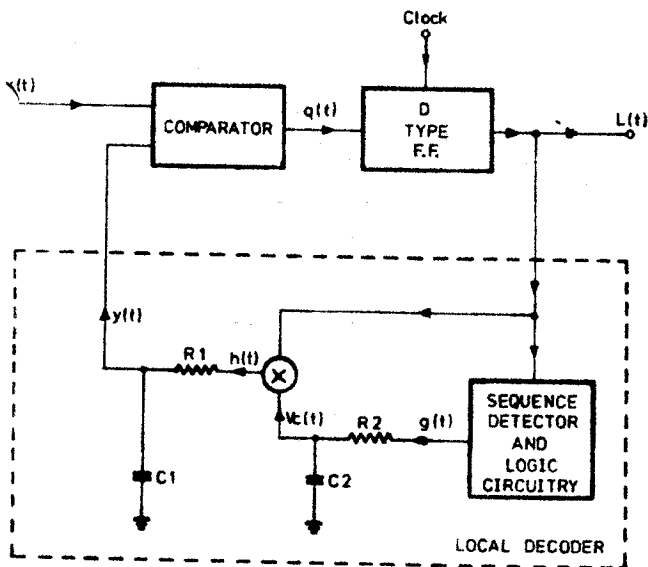 Clock
COMPARATOR
q(t)
D
TYPE
F.F.
L(t)
y(t)
R1
h(t)
Vc(t)
R2
g(t)
C1
C2
SEQUENCE
DETECTOR
AND
LOGIC
CIRCUITRY
LOCAL DECODER